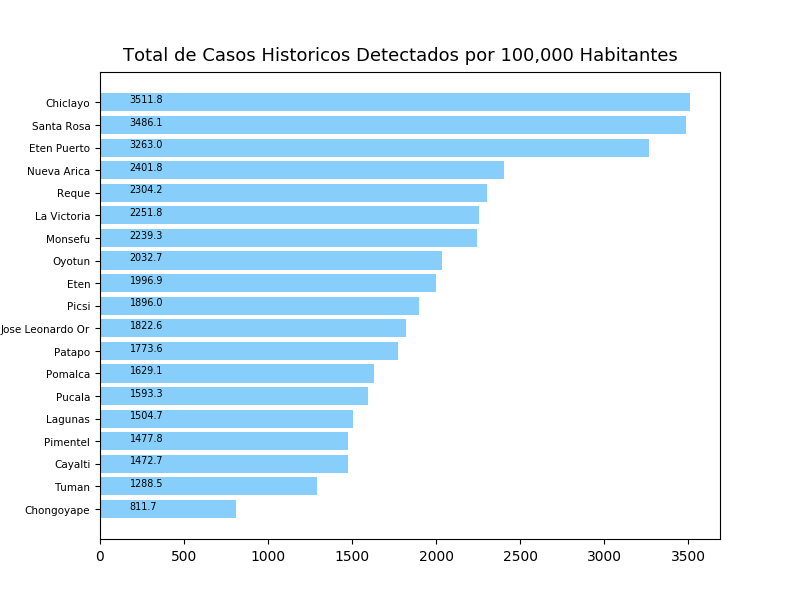 Total de Casos Historicos Detectados por 100,000 Habitantes
Chiclayo 3511.8
Santa Rosa 3486.1
Eten Puerto 3263.0
Nueva Arica 2401.8
Reque 2304.2
La Victoria 2251.8
Monsefu 2239.3
Oyotun 2032.7
Eten 1996.9
Picsi 1896.0
Jose Leonardo Or 1822.6
Patapo 1773.6
Pomalca 1629.1
Pucala 1593.3
Lagunas 1504.7
Pimentel 1477.8
Cayalti 1472.7
Tuman 1288.5
Chongoyape 811.7
0 500 1000 1500 2000 2500 3000 3500